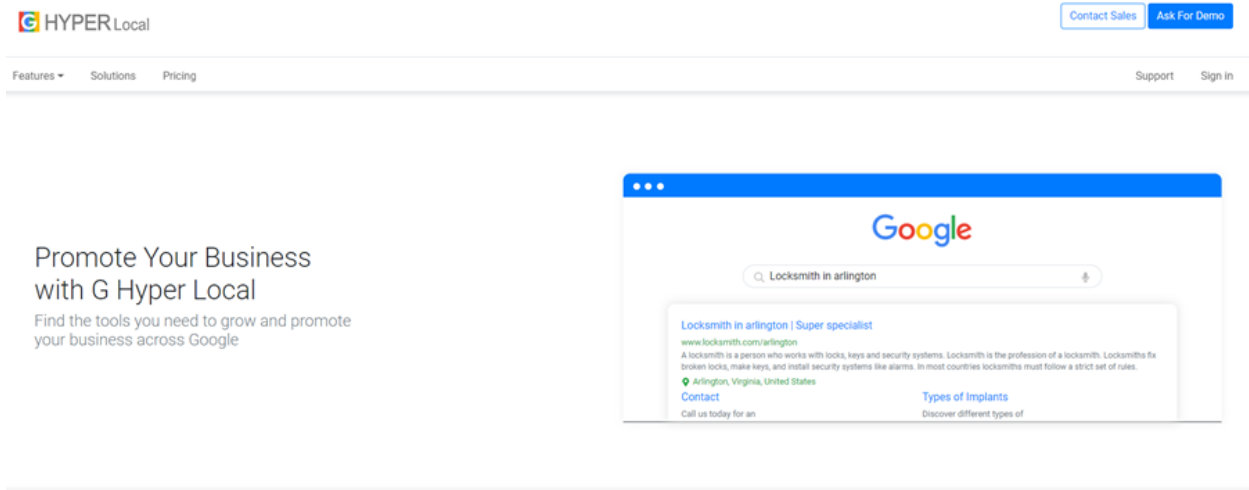 G HYPER Local
Contact Sales
Ask For Demo
Features
Solutions
Pricing
Support
Sign in
Promote Your Business
with G Hyper Local
Find the tools you need to grow and promote
your business across Google
Google
Locksmith in arlington
Locksmith in arlington | Super specialist
www.locksmith.com/arlington
A locksmith is a person who works with locks, keys and security systems. Locksmith is the profession of a locksmith. Locksmiths fix
broken locks, make keys, and install security systems like alarms. In most countries locksmiths must follow a strict set of rules.
Arlington, Virginia, United States
Contact
Call us today for an
Types of Implants
Discover different types of